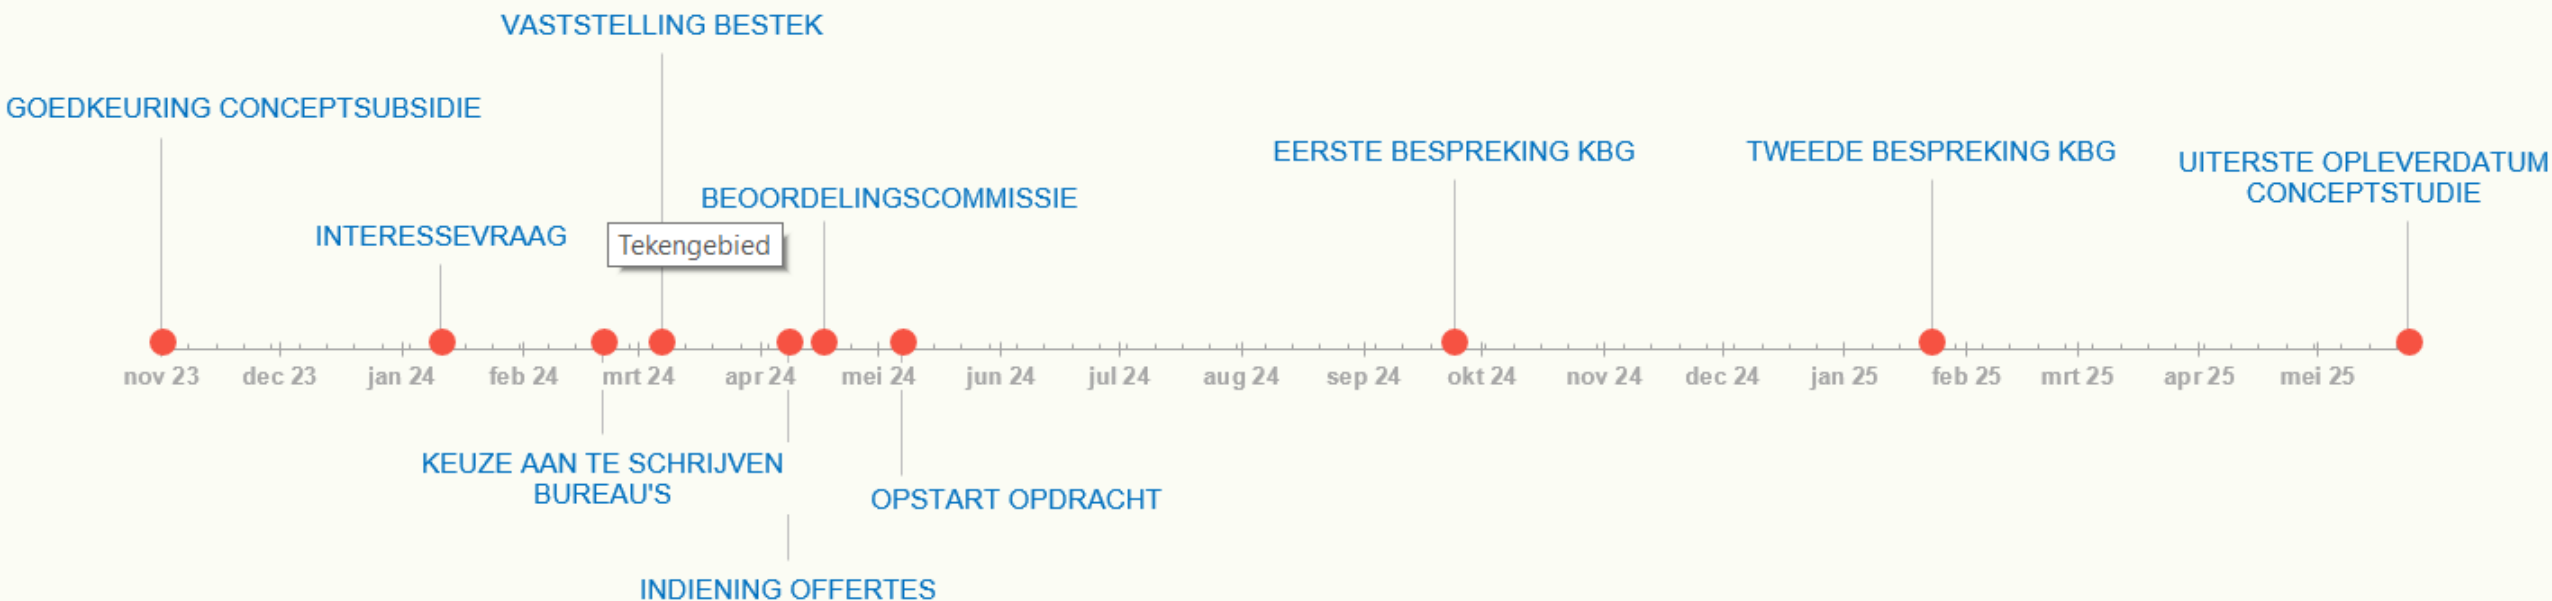 VASTSTELLING BESTEK
GOEDKEURING CONCEPTSUBSIDIE
EERSTE BESPREKING KBG
TWEEDE BESPREKING KBG
UITERSTE OPLEVERDATUM
CONCEPTSTUDIE
BEOORDELINGSCOMMISSIE
INTERESSEVRAAG
Tekengebied
nov 23 dec 23 jan 24 feb 24 mrt 24 apr 24 mei 24 jun 24 jul 24 aug 24 sep 24 okt 24 nov 24 dec 24 jan 25 feb 25 mrt 25 apr 25 mei 25
KEUZE AAN TE SCHRIJVEN
BUREAU'S
OPSTART OPDRACHT
INDIENING OFFERTES